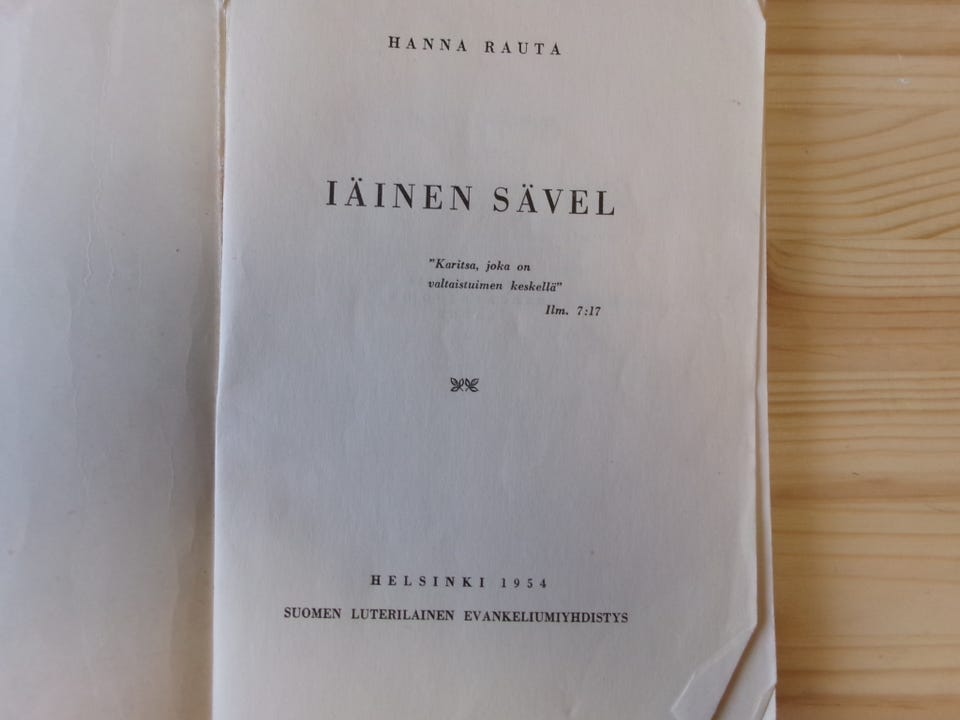 HANNA RAUTA
IÄINEN SÄVEL
"Karitsa, joka on
valtaistuimen keskellä"
Ilm. 7:17
HELSINKI 1954
SUOMEN LUTERILAINEN EVANKELIUMIYHDISTYS